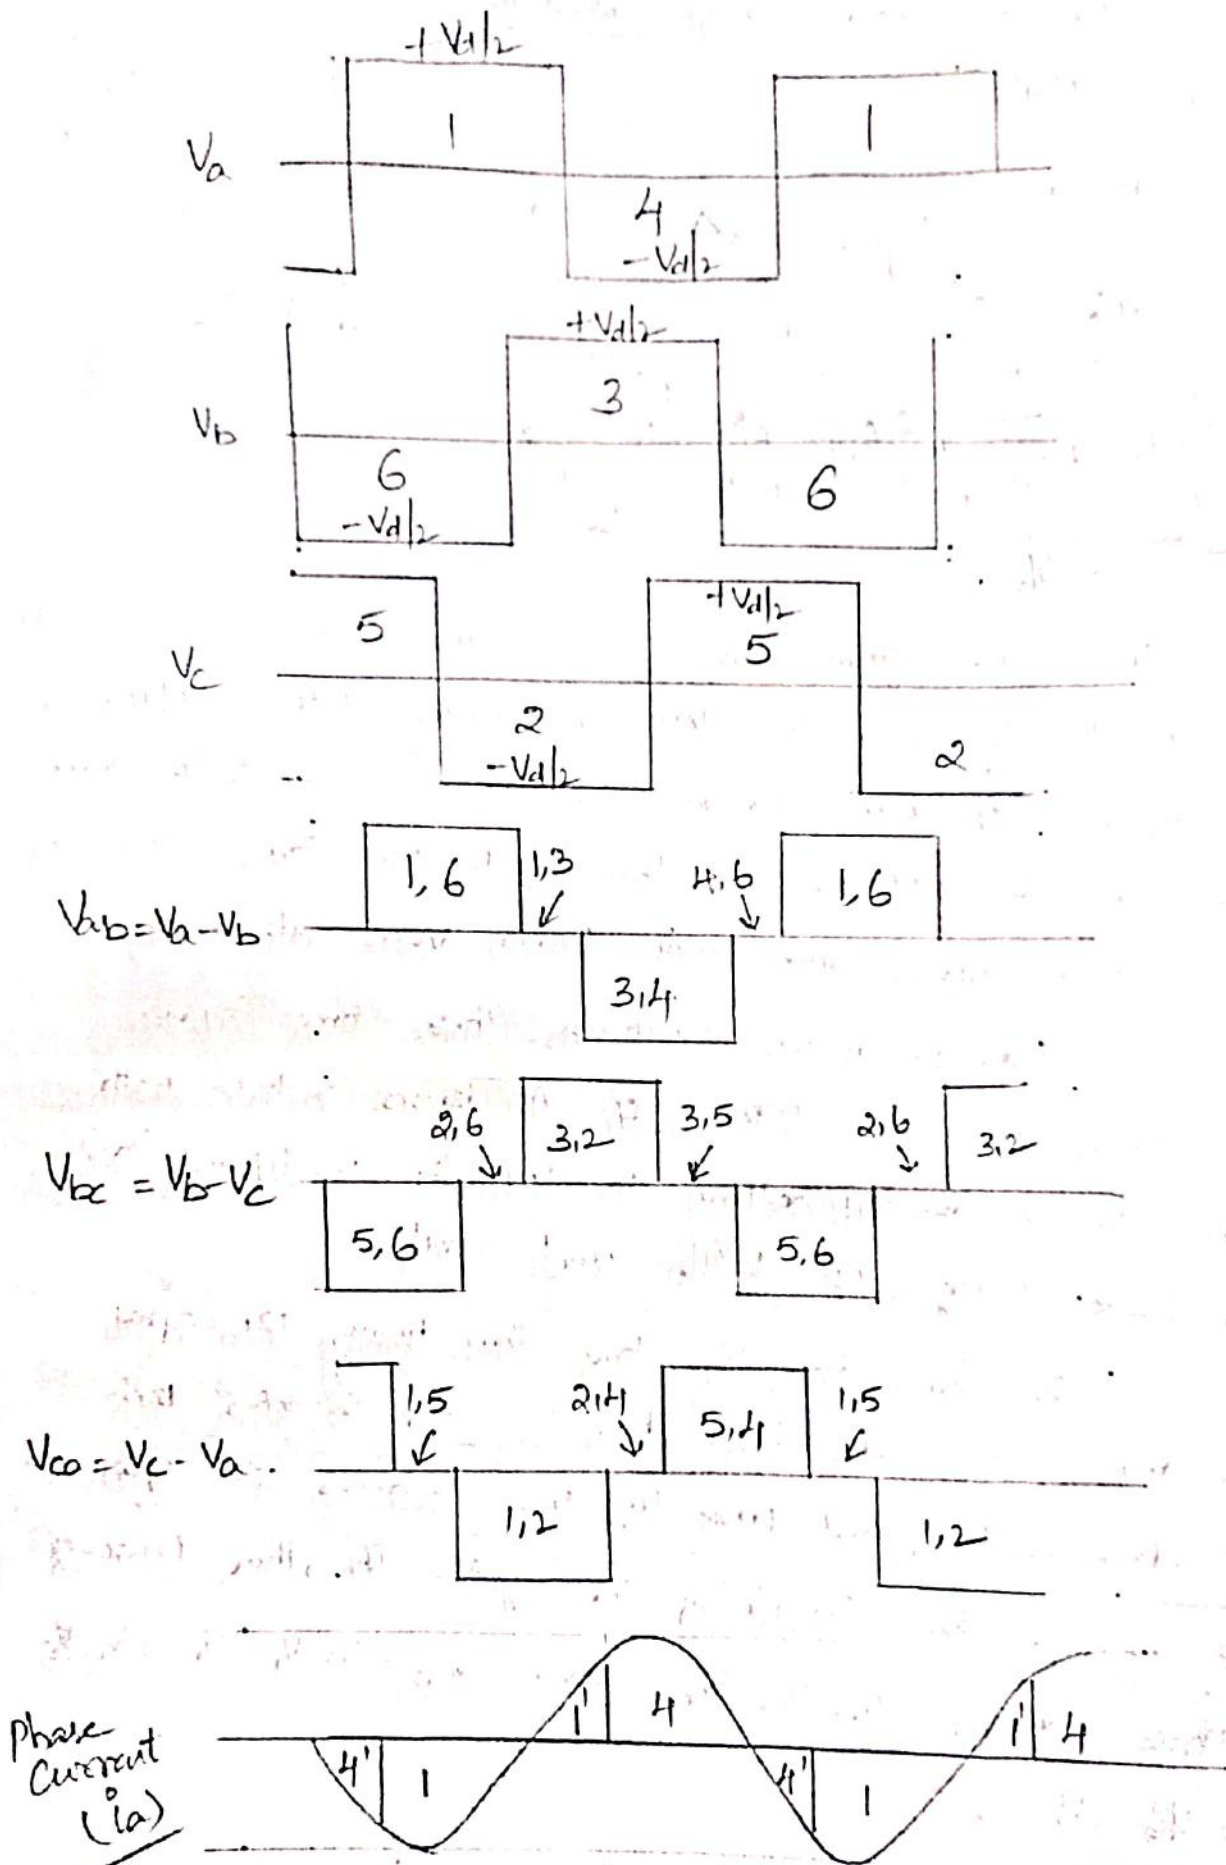 +Vd/2
1
1
Va
4
-Vd/2
+Vd/2
3
Vb
6
6
-Vd/2
5
+Vd/2
5
Vc
2
2
-Vd/2
1,6
1,3
4,6
1,6
Vab=Va-Vb
3,4
2,6
3,2
3,5
2,6
3,2
Vbc = Vb-Vc
5,6
5,6
1,5
2,4
5,4
1,5
Vca = Vc - Va
1,2
1,2
Phase
Current
(ia)
4'
1
1'
4
4'
1
1'
4